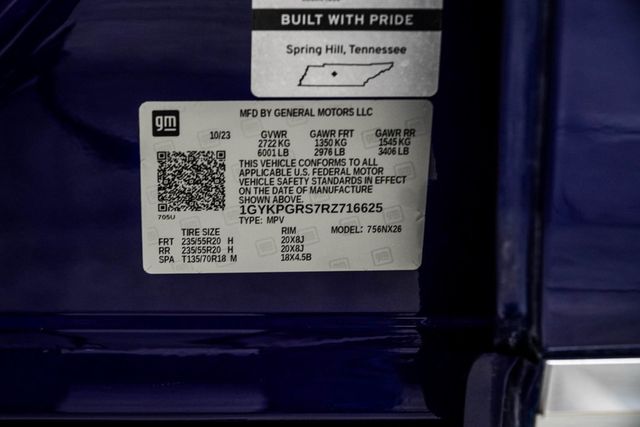 BUILT WITH PRIDE
Spring Hill, Tennessee
gm
MFD BY GENERAL MOTORS LLC
10/23 GVWR GAWR FRT GAWR RR
2722 KG 1350 KG 1545 KG
6001 LB 2976 LB 3406 LB
THIS VEHICLE CONFORMS TO ALL
APPLICABLE U.S. FEDERAL MOTOR
VEHICLE SAFETY STANDARDS IN EFFECT
ON THE DATE OF MANUFACTURE
SHOWN ABOVE.
705U
1GYKPGRS7RZ716625
TYPE: MPV MODEL: 756NX26
TIRE SIZE RIM
FRT 235/55R20 H 20X8J
RR 235/55R20 H 20X8J
SPA T135/70R18 M 18X4.5B